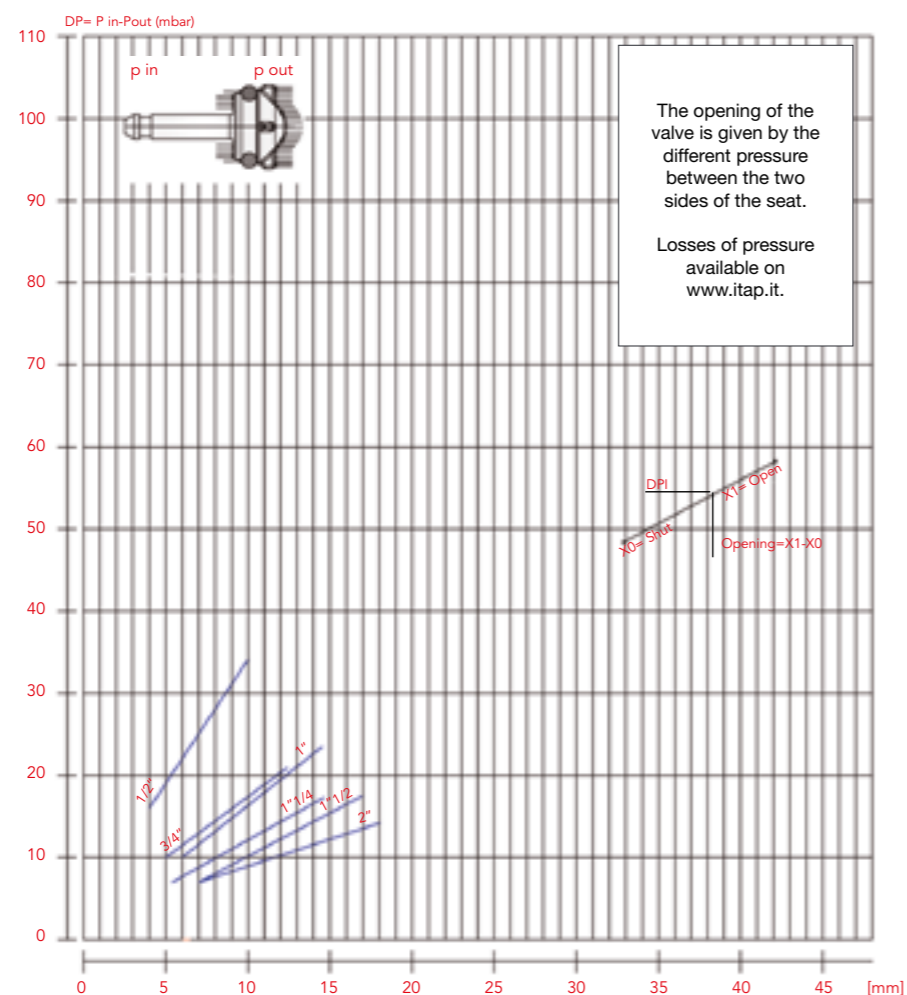 DP= P in-Pout (mbar)
110
p in
p out
The opening of the
valve is given by the
different pressure
between the two
sides of the seat.
Losses of pressure
available on
www.itap.it.
100
90
80
70
60
DPI
X1= Open
50
X0= Shut
Opening=X1-X0
40
30
20
1/2"
1"
3/4"
1"1/4
1"1/2
2"
10
0
0 5 10 15 20 25 30 35 40 45 [mm]